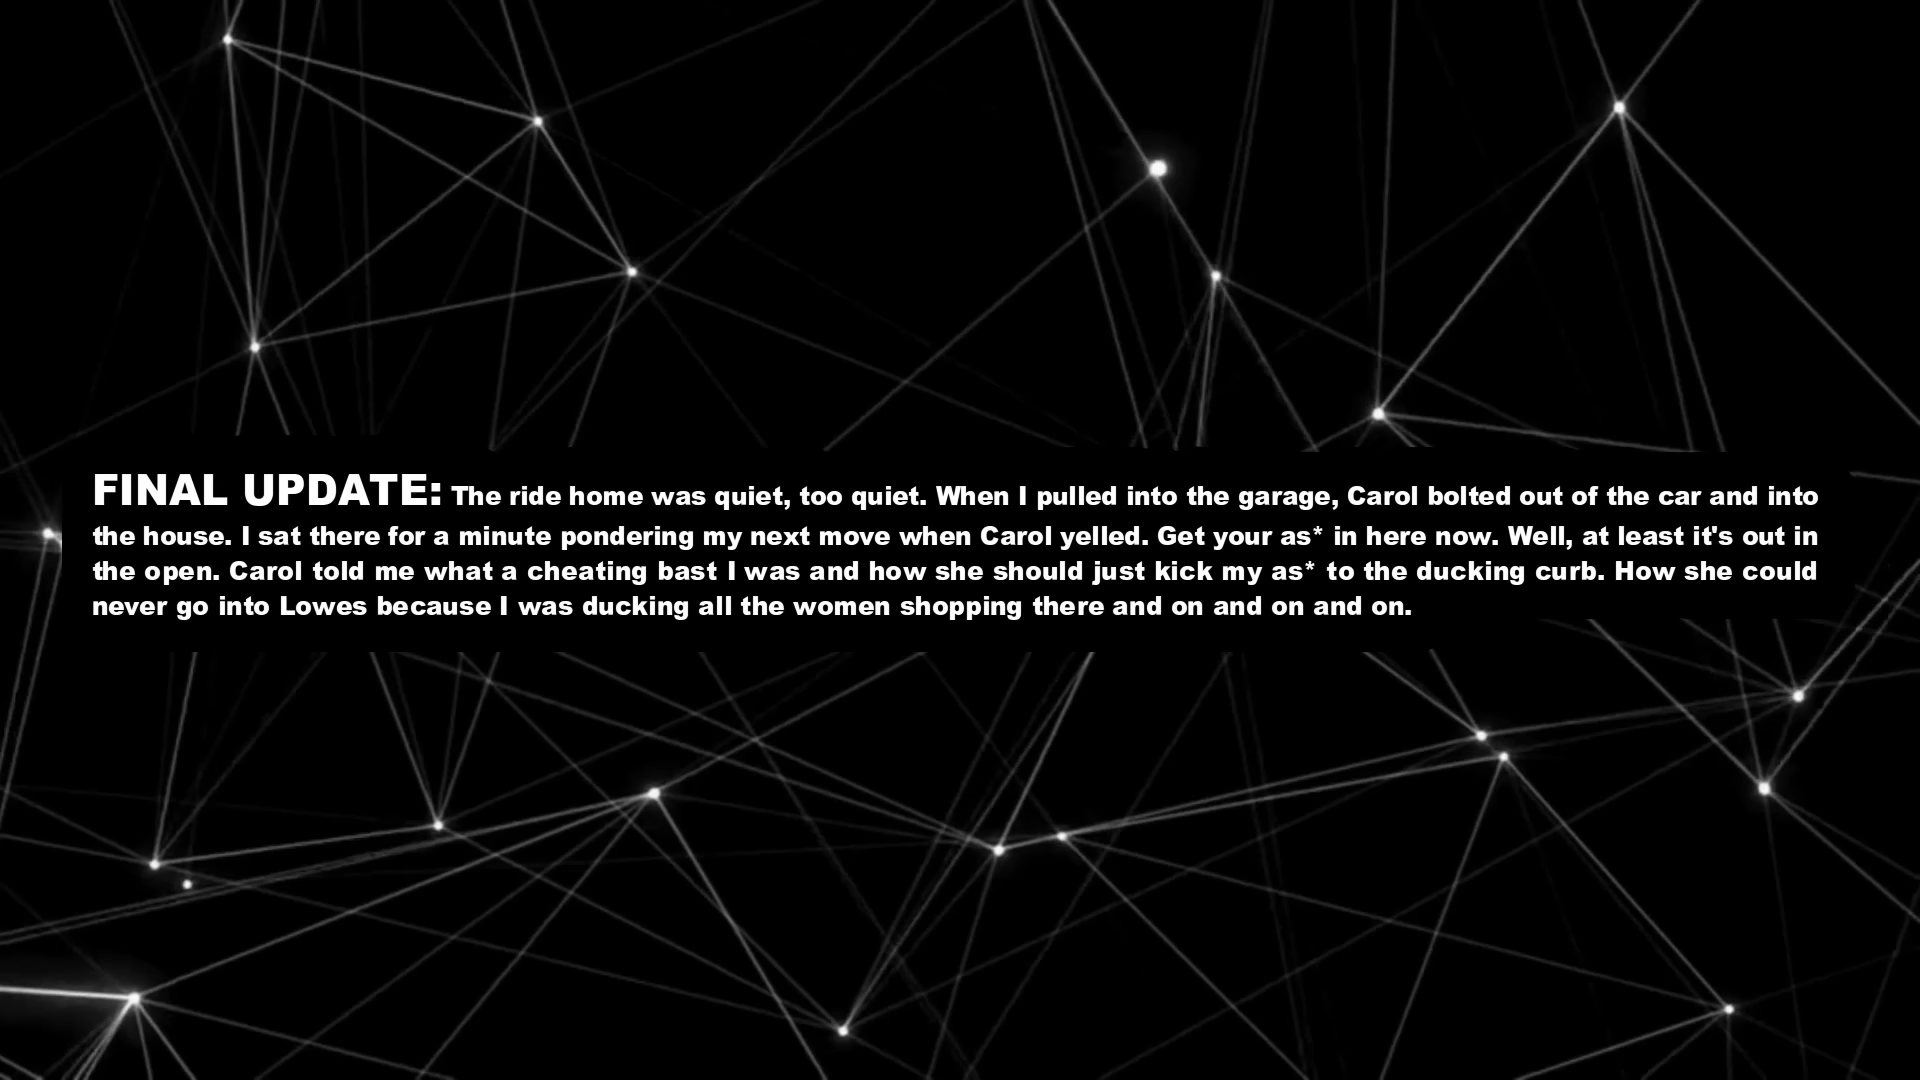 FINAL UPDATE: The ride home was quiet, too quiet. When I pulled into the garage, Carol bolted out of the car and into
the house. I sat there for a minute pondering my next move when Carol yelled. Get your as* in here now. Well, at least it's out in
the open. Carol told me what a cheating bast I was and how she should just kick my as* to the ducking curb. How she could
never go into Lowes because I was ducking all the women shopping there and on and on and on.